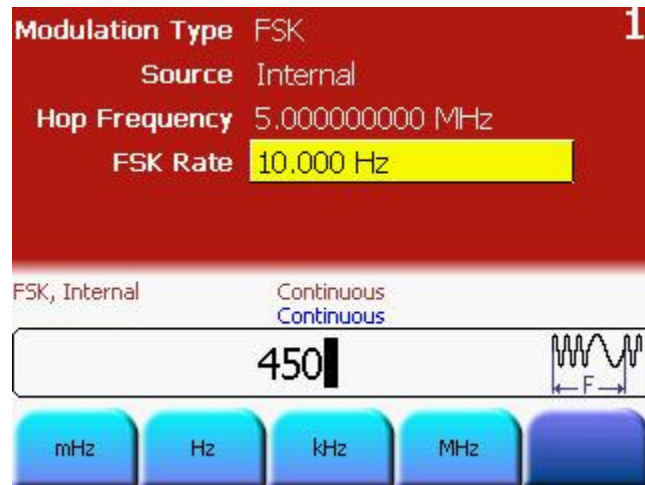 Modulation Type FSK 1
Source Internal
Hop Frequency 5.000000000 MHz
FSK Rate 10.000 Hz
FSK, Internal Continuous
Continuous
450
F
mHz Hz kHz MHz